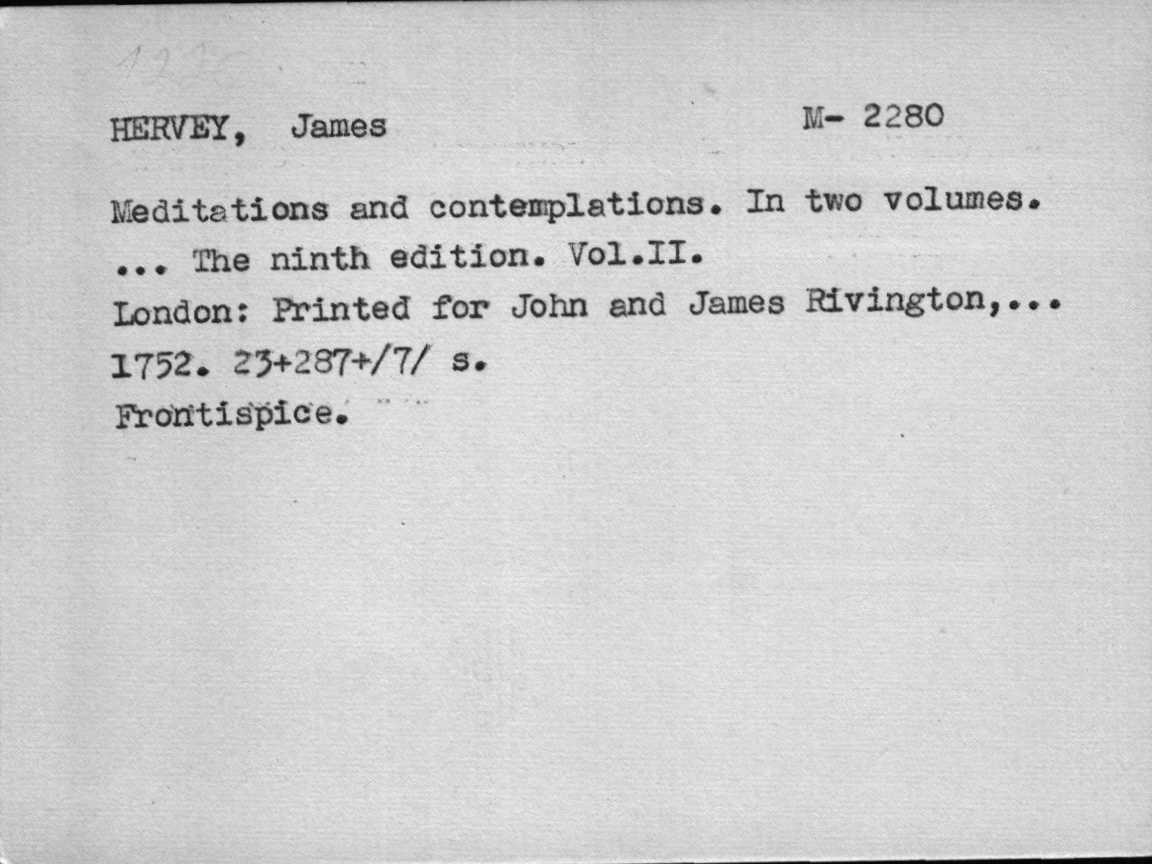 HERVEY, James M- 2280
Meditations and contemplations. In two volumes.
... The ninth edition. Vol.II.
London: Printed for John and James Rivington,...
1752. 23+287+/7/ s.
Frontispice.